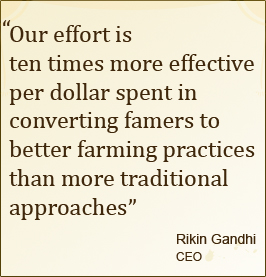 “Our effort is
ten times more effective
per dollar spent in
converting famers to
better farming practices
than more traditional
approaches”
Rikin Gandhi
CEO